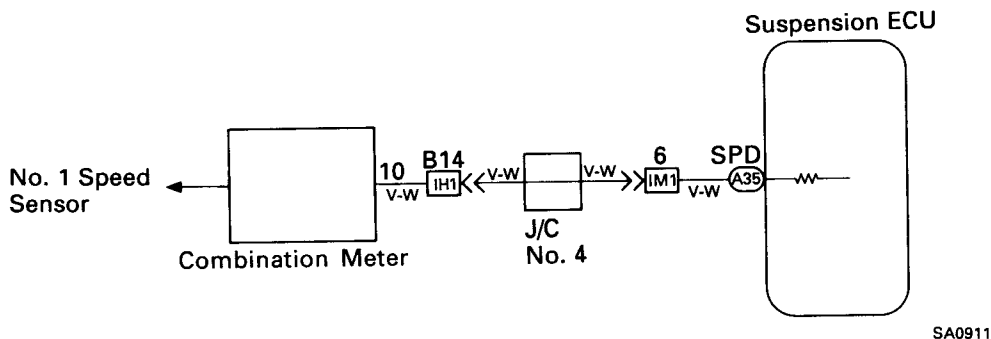 Suspension ECU
No. 1 Speed
Sensor
Combination Meter
10
V-W
B14
IH1
V-W
J/C
No. 4
V-W
6
IM1
V-W
SPD
A35
SA0911